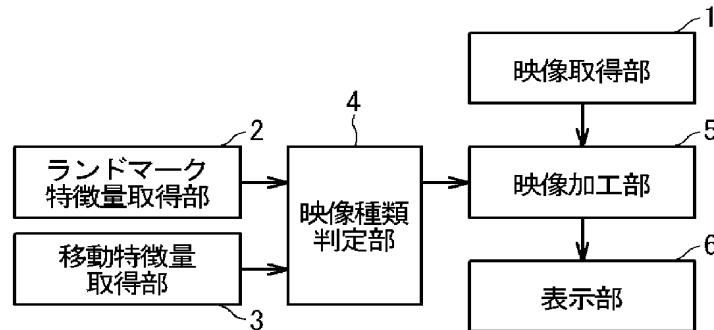 1
映像取得部
2
ランドマーク
特徴量取得部
4
映像種類
判定部
5
映像加工部
移動特徴量
取得部
3
6
表示部